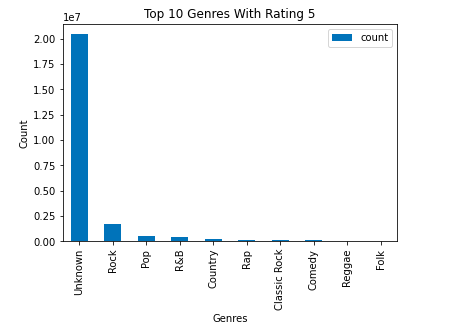 Top 10 Genres With Rating 5
1e7
count
2.00
1.75
1.50
1.25
1.00
0.75
0.50
0.25
0.00
Count
Unknown
Rock
Pop
R&B
Country
Rap
Classic Rock
Comedy
Reggae
Folk
Genres